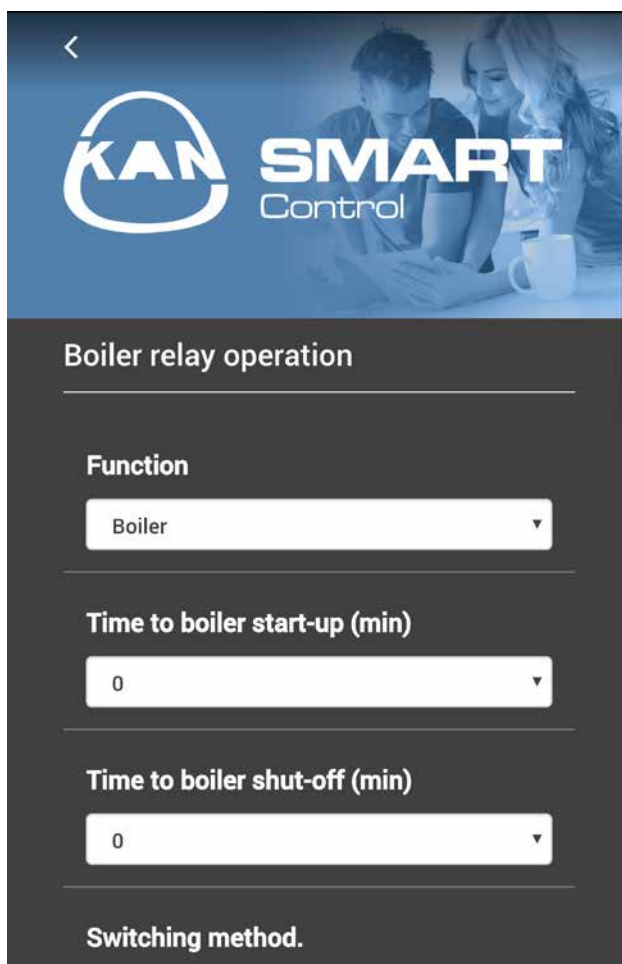 KAN SMART
Control
Boiler relay operation
Function
Boiler
Time to boiler start-up (min)
0
Time to boiler shut-off (min)
0
Switching method.